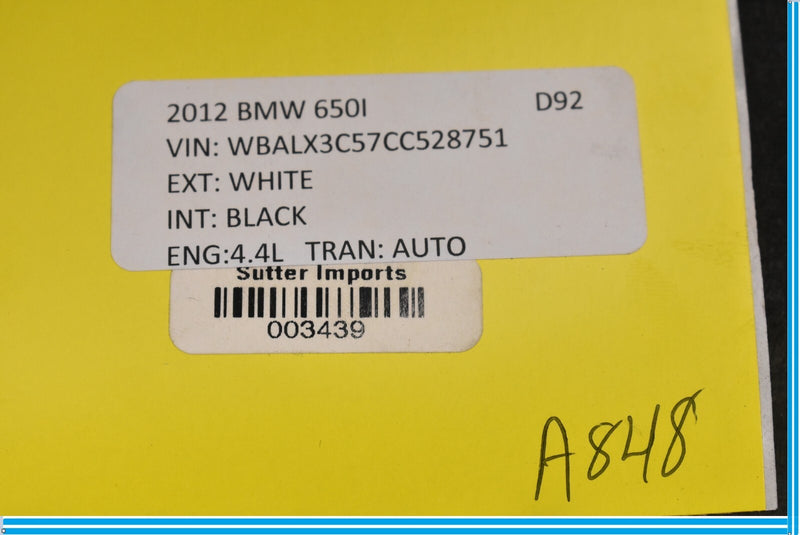 2012 BMW 650I D92
VIN: WBALX3C57CC528751
EXT: WHITE
INT: BLACK
ENG:4.4L TRAN: AUTO
Sutter Imports
003439
A848